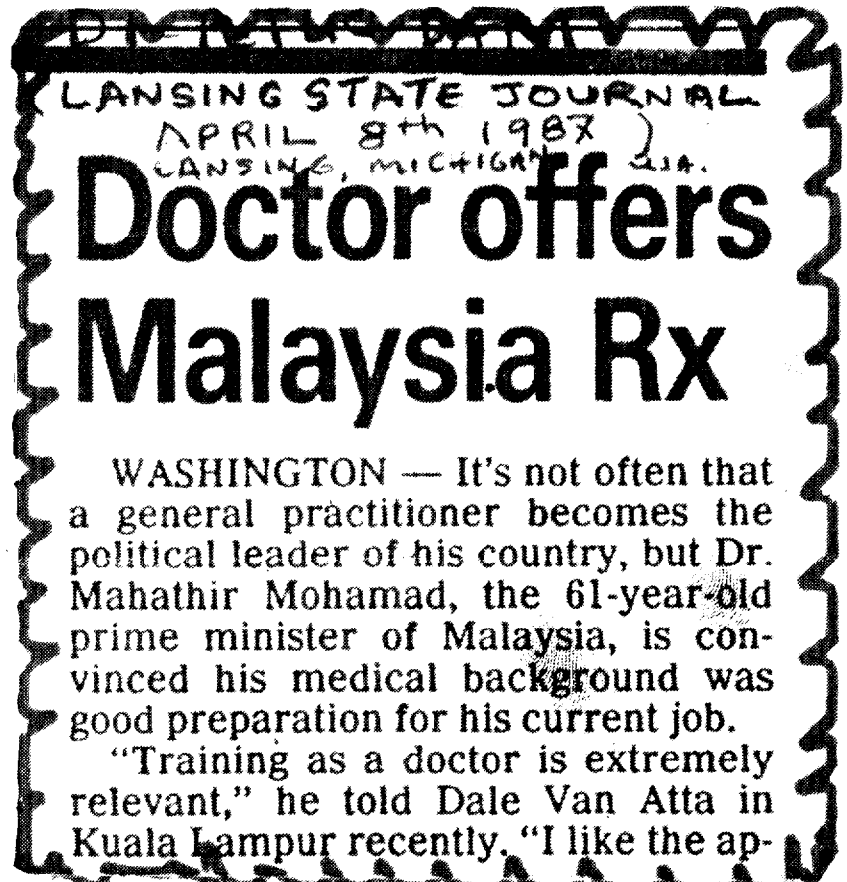 LANSING STATE JOURNAL
APRIL 8th 1987)
LANSING, MICHIGAN USA.
Doctor offers
Malaysia Rx
WASHINGTON — It's not often that
a general practitioner becomes the
political leader of his country, but Dr.
Mahathir Mohamad, the 61-year-old
prime minister of Malaysia, is con-
vinced his medical background was
good preparation for his current job.
"Training as a doctor is extremely
relevant," he told Dale Van Atta in
Kuala Lampur recently. "I like the ap-